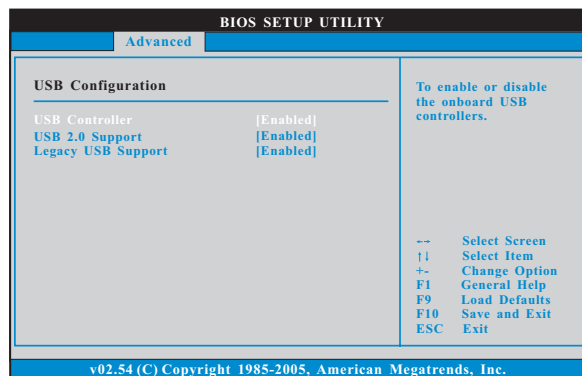 BIOS SETUP UTILITY
Advanced
USB Configuration
USB Controller [Enabled]
USB 2.0 Support [Enabled]
Legacy USB Support [Enabled]
To enable or disable
the onboard USB
controllers.
←→ Select Screen
↑↓ Select Item
+- Change Option
F1 General Help
F9 Load Defaults
F10 Save and Exit
ESC Exit
v02.54 (C) Copyright 1985-2005, American Megatrends, Inc.